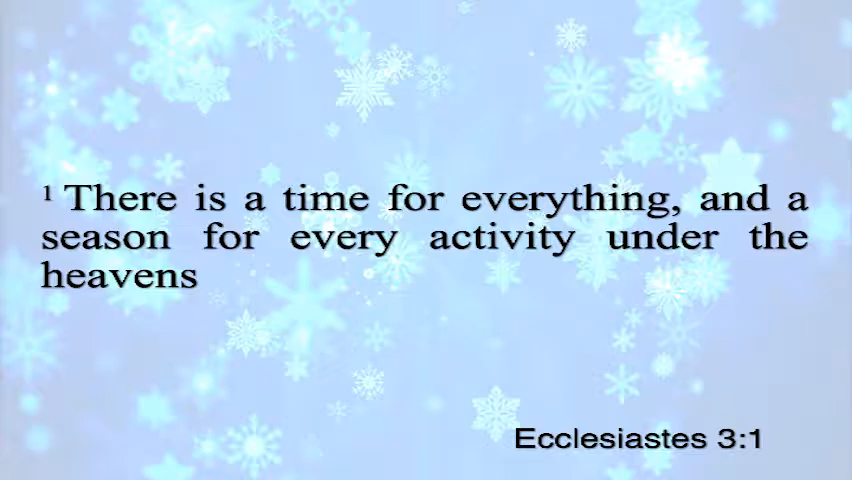 ¹ There is a time for everything, and a
season for every activity under the
heavens
Ecclesiastes 3:1